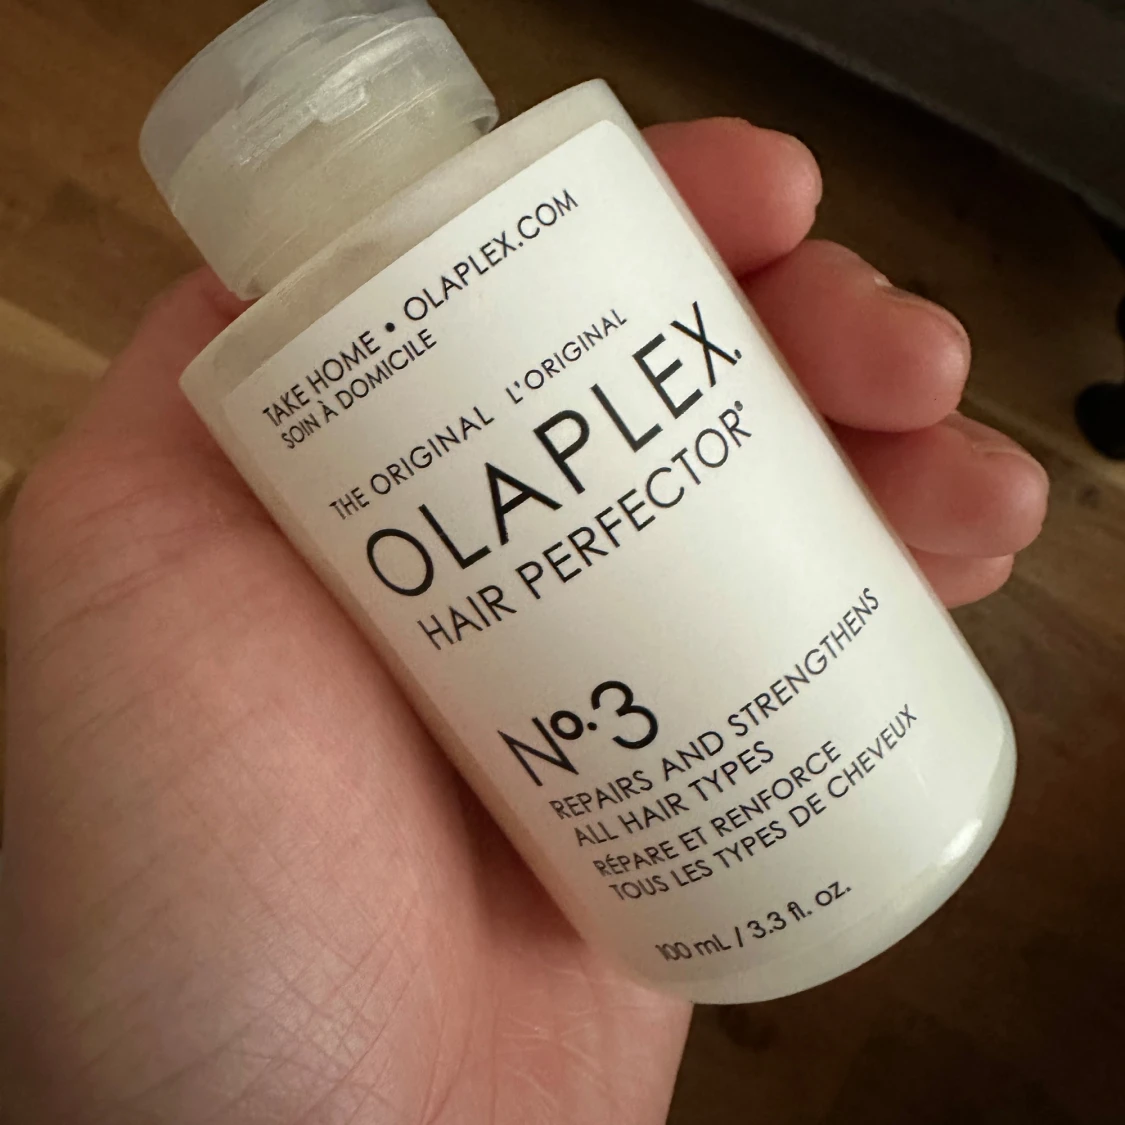 TAKE HOME • OLAPLEX.COM
SOIN À DOMICILE
THE ORIGINAL L'ORIGINAL
OLAPLEX.
HAIR PERFECTOR®
Nº.3
REPAIRS AND STRENGTHENS
ALL HAIR TYPES
RÉPARE ET RENFORCE
TOUS LES TYPES DE CHEVEUX
100 mL / 3.3 fl. oz.